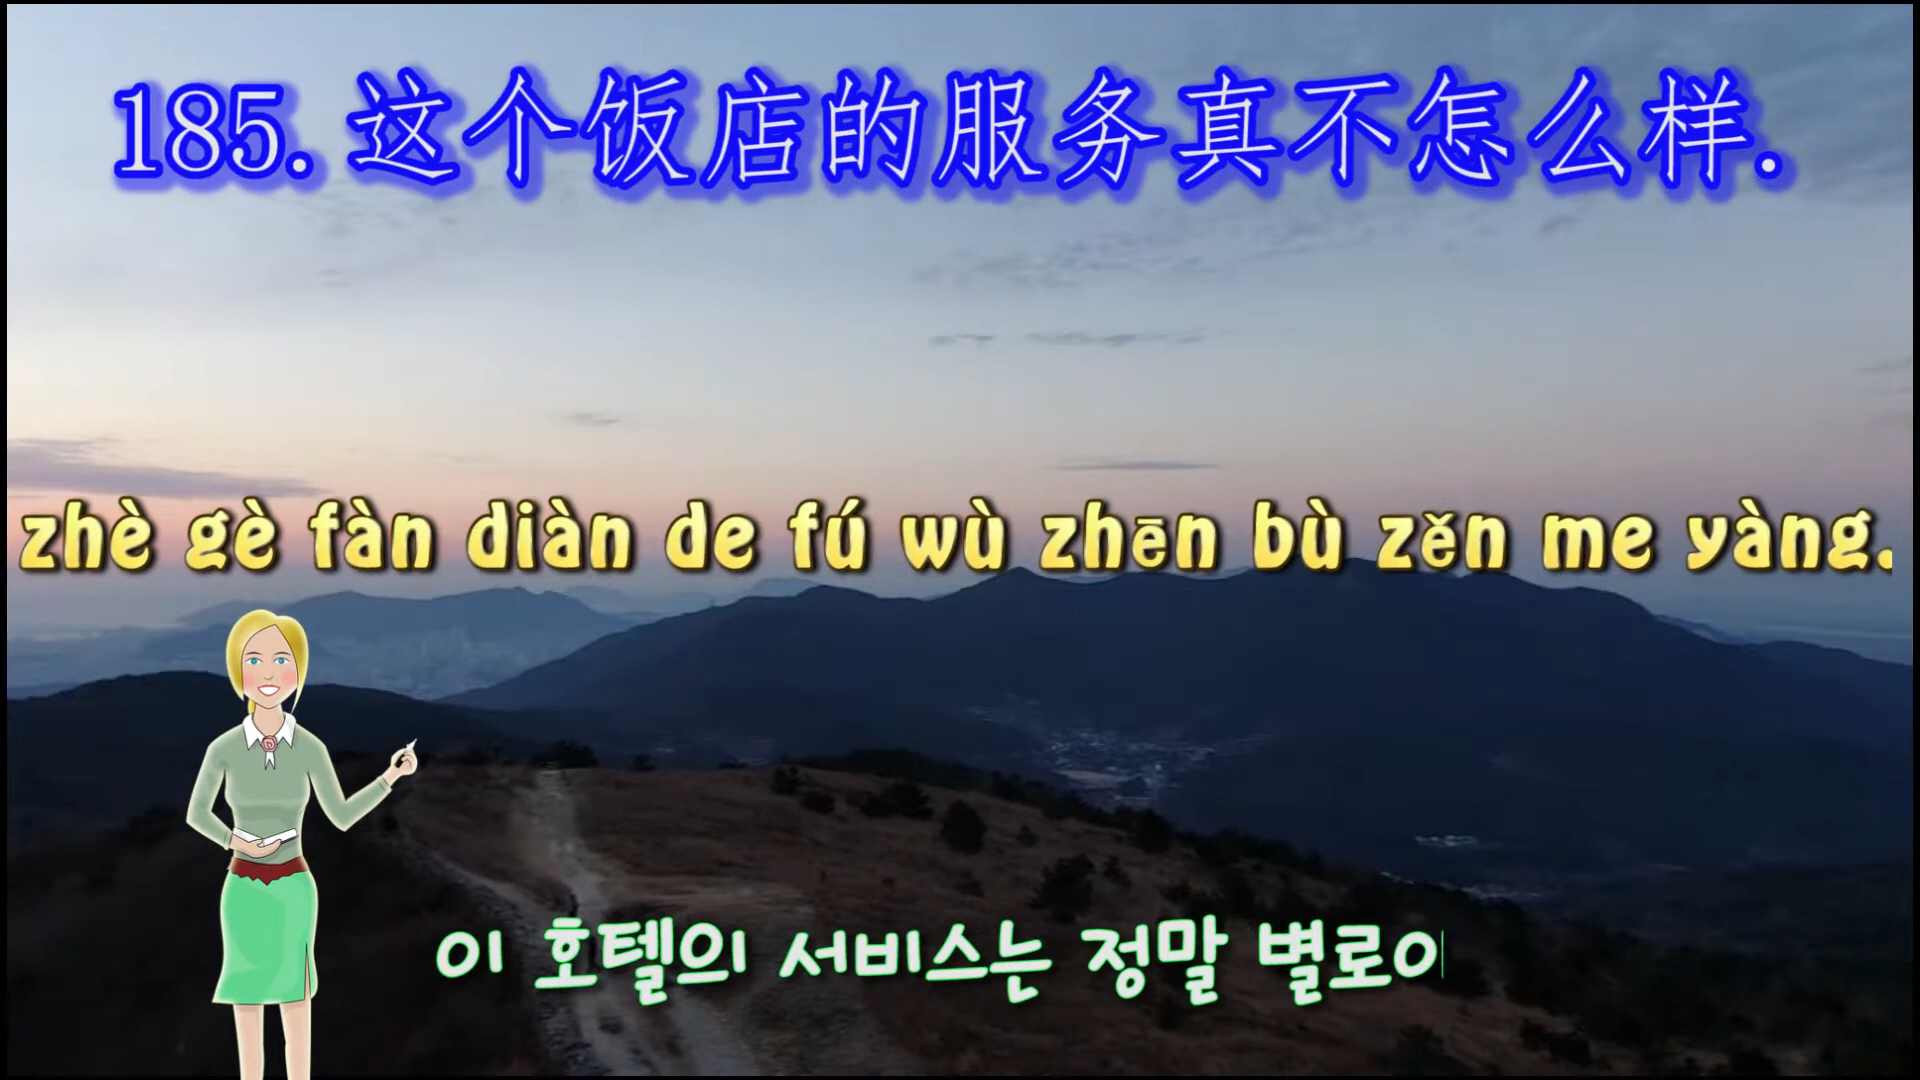 185. 这个饭店的服务真不怎么样.
zhè gè fàn diàn de fú wù zhēn bù zěn me yàng.
이 호텔의 서비스는 정말 별로이